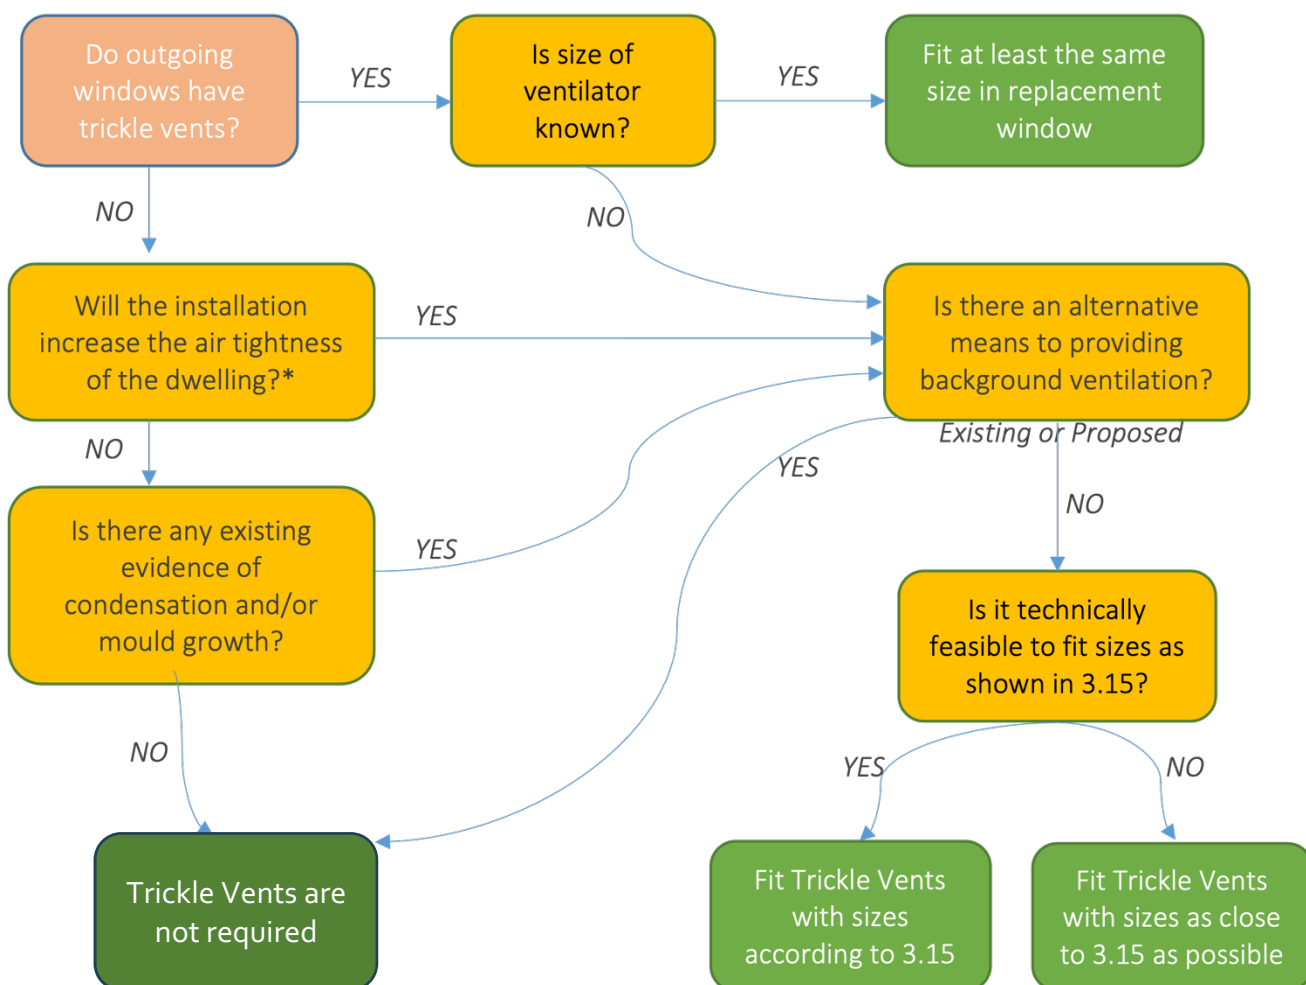 Do outgoing
windows have
trickle vents?
YES
Is size of
ventilator
known?
YES
Fit at least the same
size in replacement
window
NO
NO
Will the installation
increase the air tightness
of the dwelling?*
YES
Is there an alternative
means to providing
background ventilation?
Existing or Proposed
NO
YES
NO
Is there any existing
evidence of
condensation and/or
mould growth?
YES
Is it technically
feasible to fit sizes as
shown in 3.15?
NO
YES
NO
Trickle Vents are
not required
Fit Trickle Vents
with sizes
according to 3.15
Fit Trickle Vents
with sizes as close
to 3.15 as possible